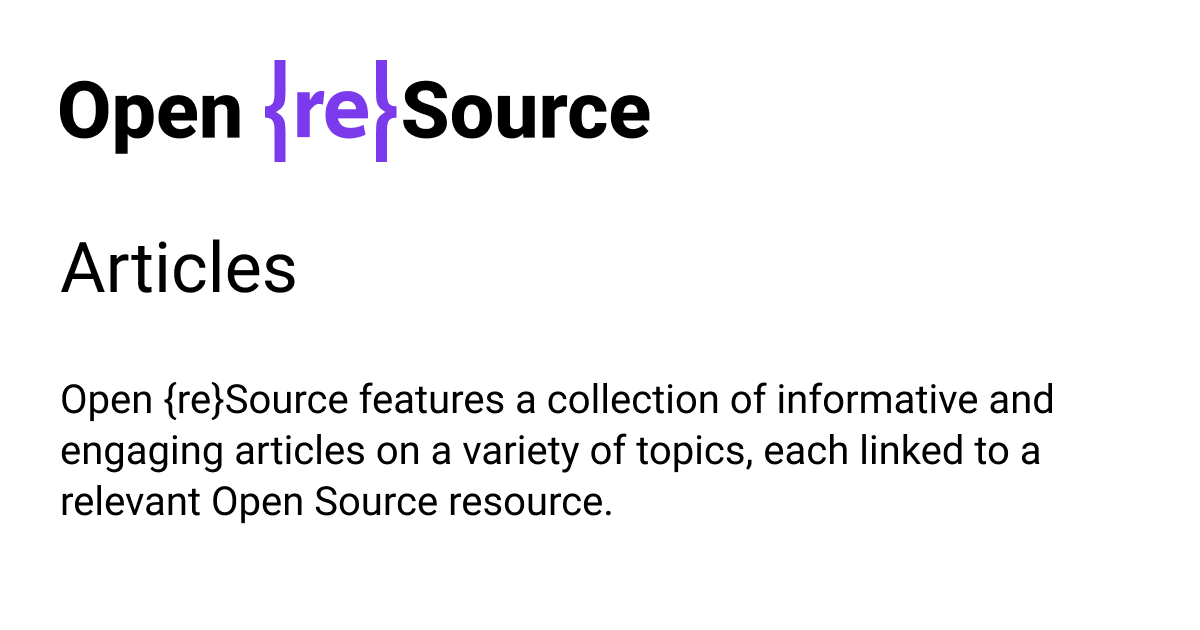 Open {re}Source
Articles
Open {re}Source features a collection of informative and
engaging articles on a variety of topics, each linked to a
relevant Open Source resource.